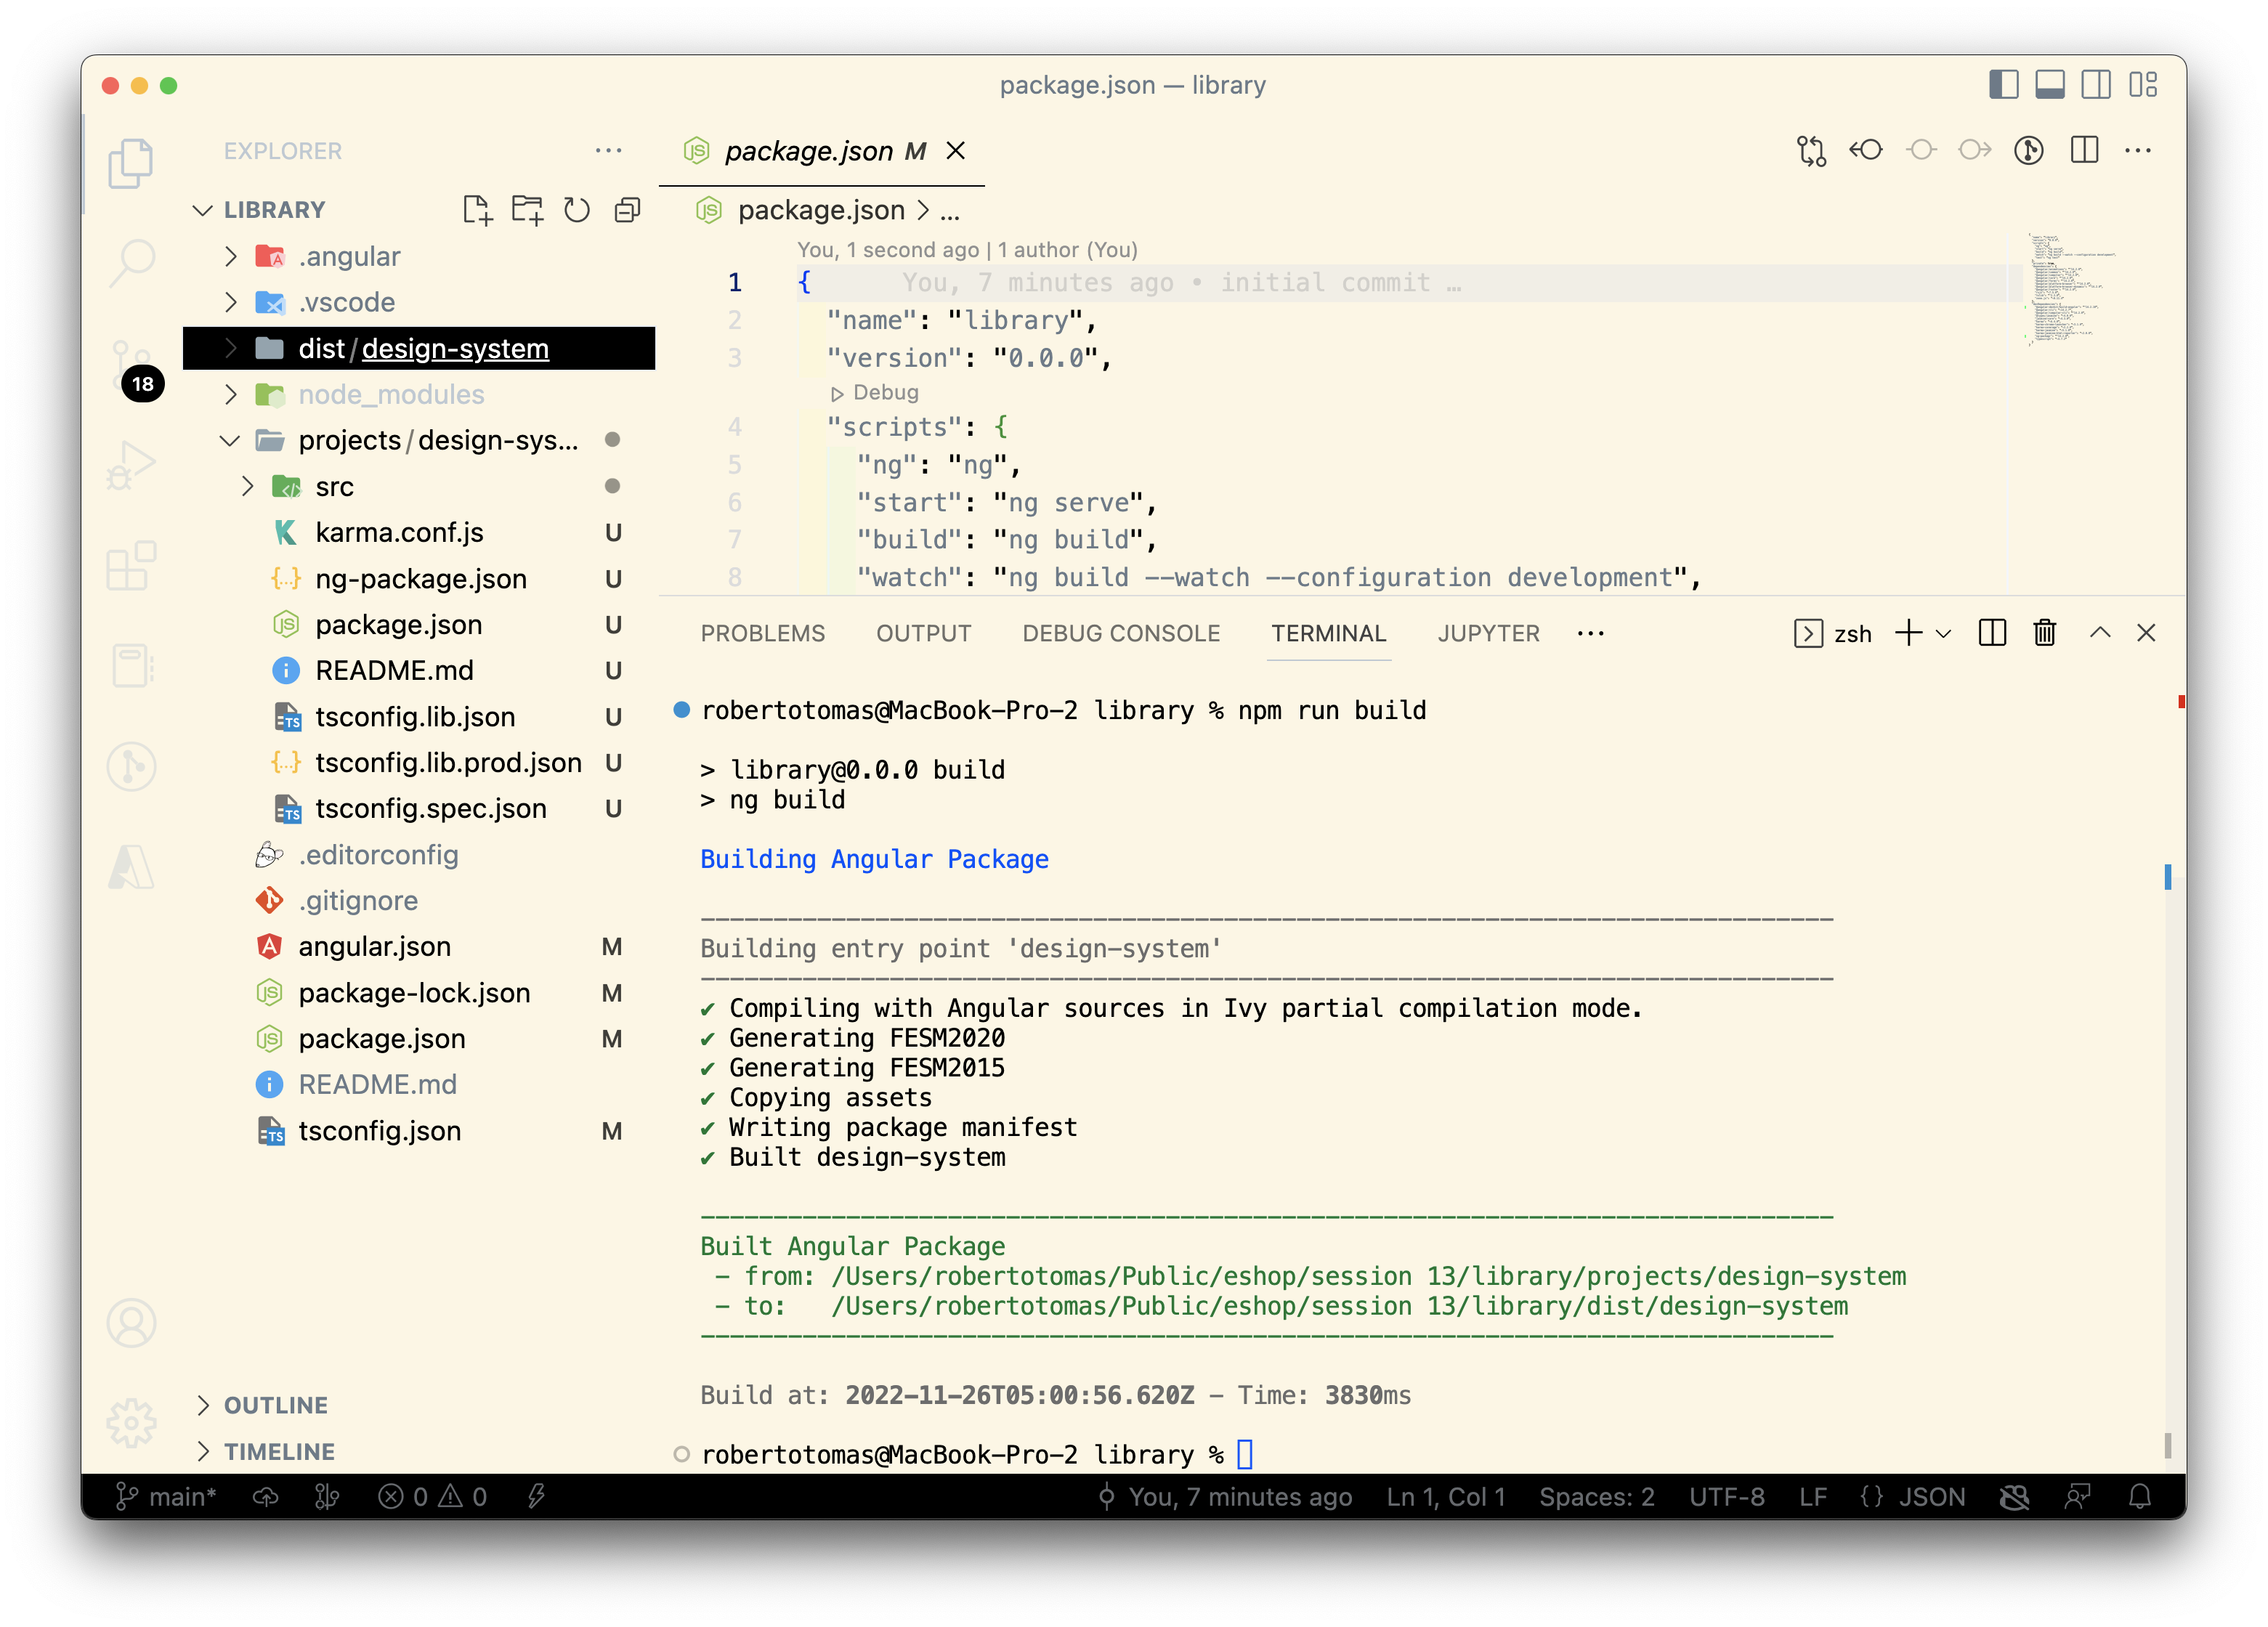 package.json — library
EXPLORER
LIBRARY
.angular
.vscode
dist/design-system
node_modules
projects/design-sys...
src
karma.conf.js U
ng-package.json U
package.json U
README.md U
tsconfig.lib.json U
tsconfig.lib.prod.json U
tsconfig.spec.json U
.editorconfig
.gitignore
angular.json M
package-lock.json M
package.json M
README.md
tsconfig.json M
OUTLINE
TIMELINE
18
package.json M
package.json > ...
You, 1 second ago | 1 author (You)
1 { You, 7 minutes ago • initial commit …
2 "name": "library",
3 "version": "0.0.0",
Debug
4 "scripts": {
5 "ng": "ng",
6 "start": "ng serve",
7 "build": "ng build",
8 "watch": "ng build --watch --configuration development",
PROBLEMS OUTPUT DEBUG CONSOLE TERMINAL JUPYTER ... zsh
robertotomas@MacBook-Pro-2 library % npm run build
> library@0.0.0 build
> ng build
Building Angular Package
------------------------------------------------------------------------------
Building entry point 'design-system'
------------------------------------------------------------------------------
✔ Compiling with Angular sources in Ivy partial compilation mode.
✔ Generating FESM2020
✔ Generating FESM2015
✔ Copying assets
✔ Writing package manifest
✔ Built design-system
------------------------------------------------------------------------------
Built Angular Package
- from: /Users/robertotomas/Public/eshop/session 13/library/projects/design-system
- to: /Users/robertotomas/Public/eshop/session 13/library/dist/design-system
------------------------------------------------------------------------------
Build at: 2022-11-26T05:00:56.620Z - Time: 3830ms
robertotomas@MacBook-Pro-2 library %
main* 0 0 You, 7 minutes ago Ln 1, Col 1 Spaces: 2 UTF-8 LF {} JSON